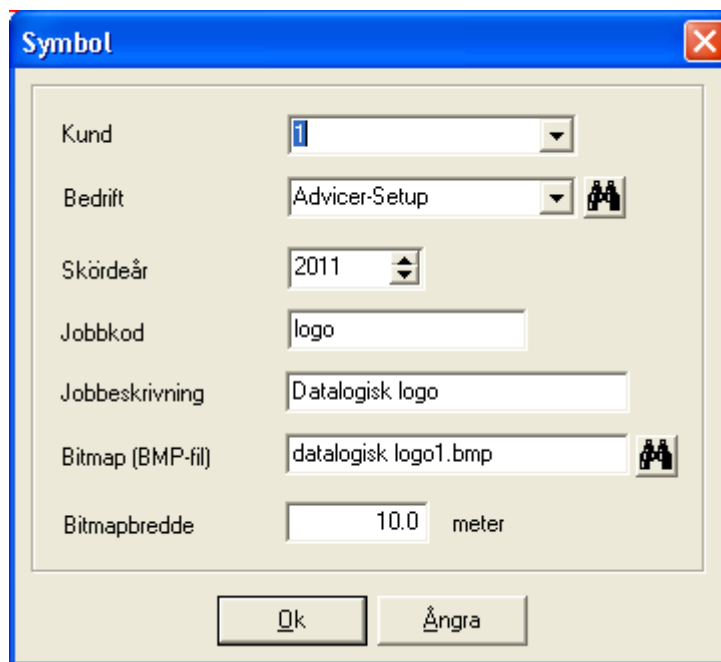 Symbol
Kund 1
Bedrift Advicer-Setup
Skördeår 2011
Jobbkod logo
Jobbeskrivning Datalogisk logo
Bitmap (BMP-fil) datalogisk logo1.bmp
Bitmapbredde 10.0 meter
Ok Ångra